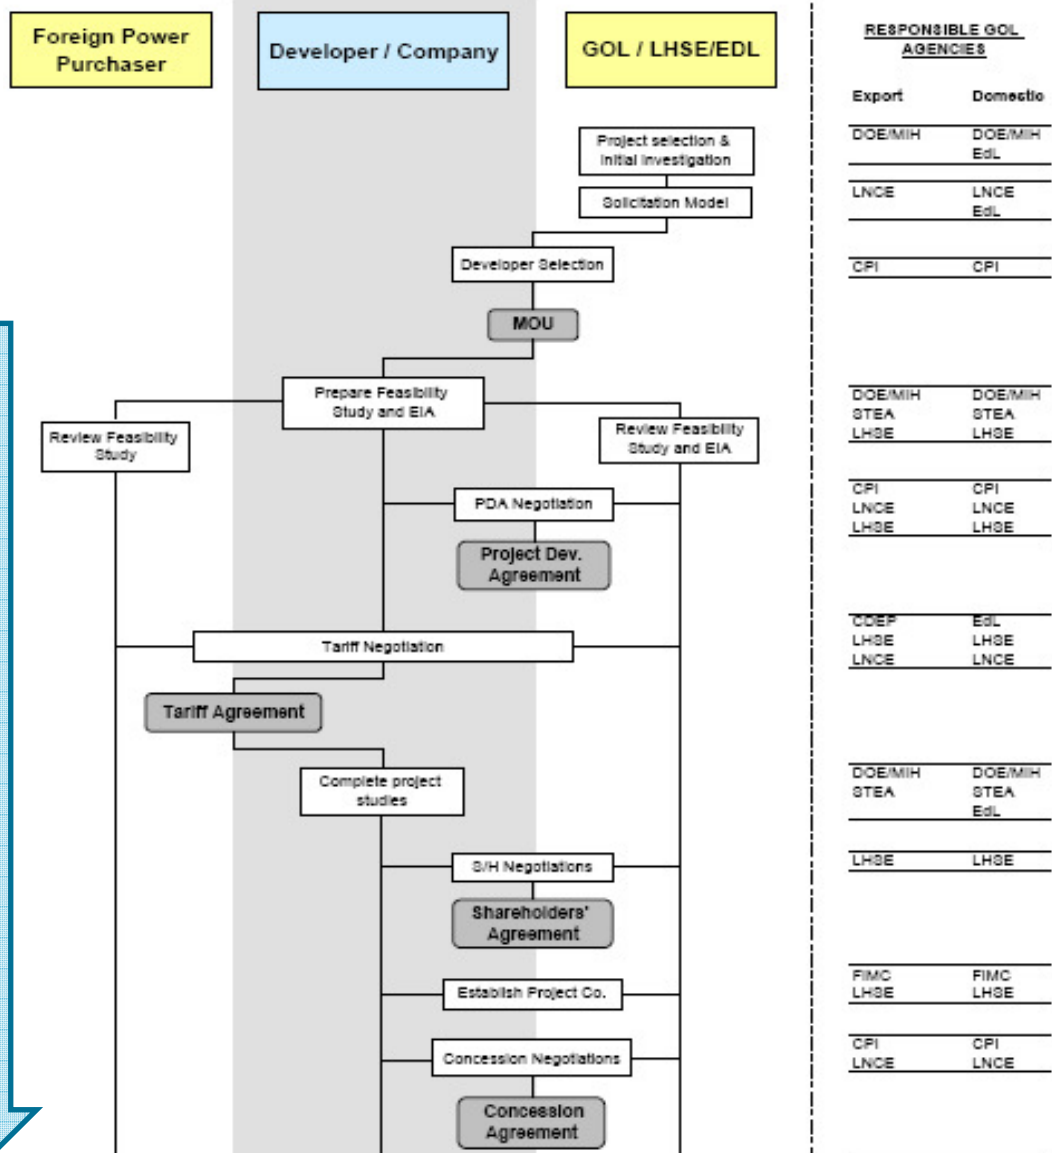 Foreign Power
Purchaser
Developer / Company
GOL / LHSE/EDL
RESPONSIBLE GOL
AGENCIES
Export Domestic
Project selection &
Initial Investigation
DOE/MIH DOE/MIH
EdL
Solicitation Model
LNCE LNCE
EdL
Developer Selection
CPI CPI
MOU
Prepare Feasibility
Study and EIA
Review Feasibility
Study
Review Feasibility
Study and EIA
DOE/MIH DOE/MIH
STEA STEA
LHSE LHSE
PDA Negotiation
CPI CPI
LNCE LNCE
LHSE LHSE
Project Dev.
Agreement
Tariff Negotiation
COEP EdL
LHSE LHSE
LNCE LNCE
Tariff Agreement
Complete project
studies
DOE/MIH DOE/MIH
STEA STEA
EdL
S/H Negotiations
LHSE LHSE
Shareholders'
Agreement
Establish Project Co.
FIMC FIMC
LHSE LHSE
Concession Negotiations
CPI CPI
LNCE LNCE
Concession
Agreement